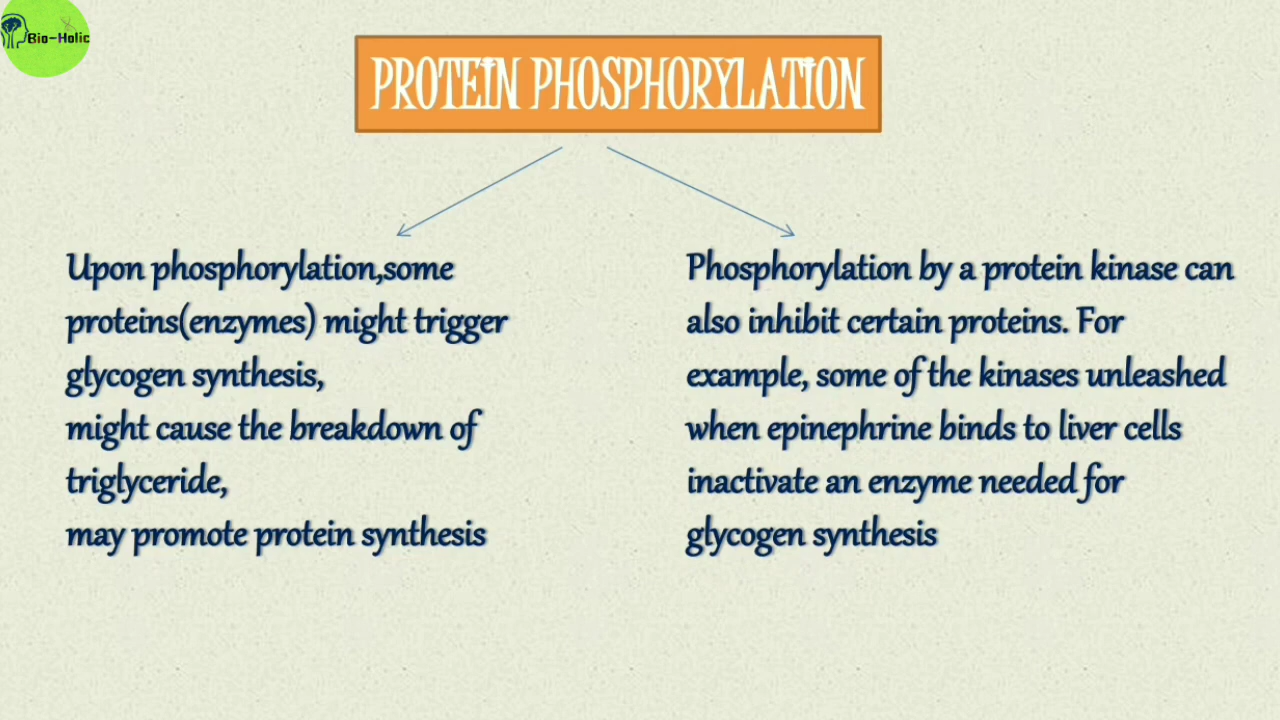 Bio-Holic
PROTEIN PHOSPHORYLATION
Upon phosphorylation,some
proteins(enzymes) might trigger
glycogen synthesis,
might cause the breakdown of
triglyceride,
may promote protein synthesis
Phosphorylation by a protein kinase can
also inhibit certain proteins. For
example, some of the kinases unleashed
when epinephrine binds to liver cells
inactivate an enzyme needed for
glycogen synthesis